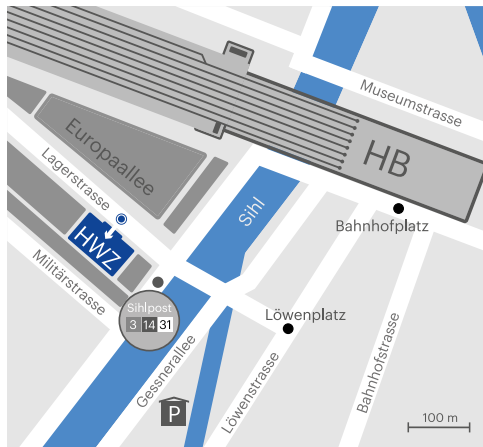 Museumstrasse
HB
Europaallee
Lagerstrasse
Sihl
Bahnhofplatz
HWZ
Militärstrasse
Sihlpost
3 14 31
Löwenplatz
Gessnerallee
Löwenstrasse
Bahnhofstrasse
P
100 m